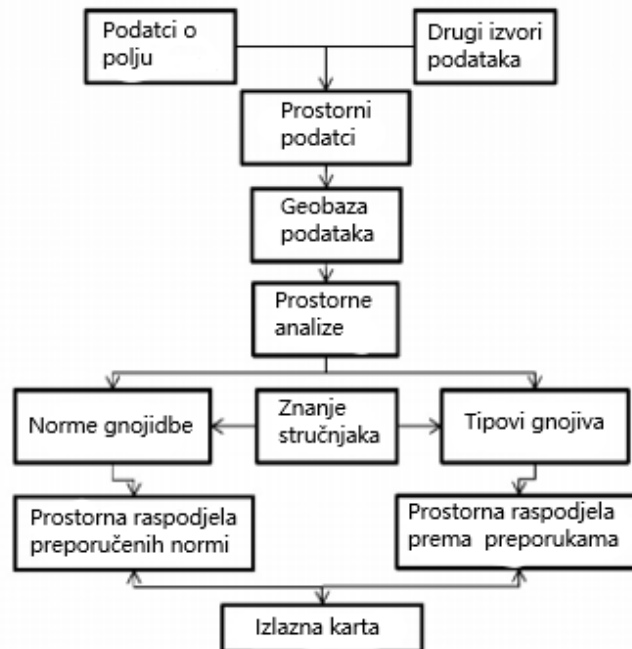 Podatci o
polju
Drugi izvori
podataka
Prostorni
podatci
Geobaza
podataka
Prostorne
analize
Norme gnojidbe
Znanje
stručnjaka
Tipovi gnojiva
Prostorna raspodjela
preporučenih normi
Prostorna raspodjela
prema preporukama
Izlazna karta